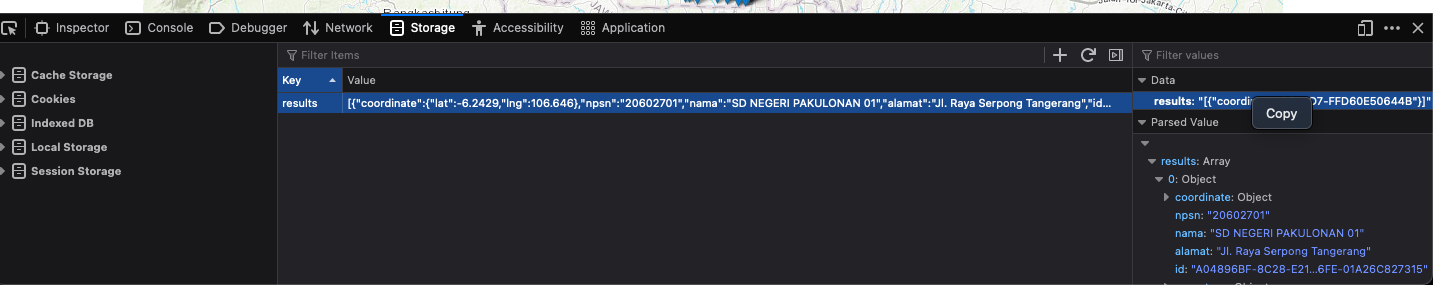 Rangkasbitung
Inspector Console Debugger Network Storage Accessibility Application
Filter Items
Filter values
Cache Storage
Cookies
Indexed DB
Local Storage
Session Storage
Key Value
results [{"coordinate":{"lat":-6.2429,"lng":106.646},"npsn":"20602701","nama":"SD NEGERI PAKULONAN 01","alamat":"Jl. Raya Serpong Tangerang","id...
Data
results: "[{"coordin D7-FFD60E50644B"}]"
Copy
Parsed Value
results: Array
0: Object
coordinate: Object
npsn: "20602701"
nama: "SD NEGERI PAKULONAN 01"
alamat: "Jl. Raya Serpong Tangerang"
id: "A04896BF-8C28-E21...6FE-01A26C827315"